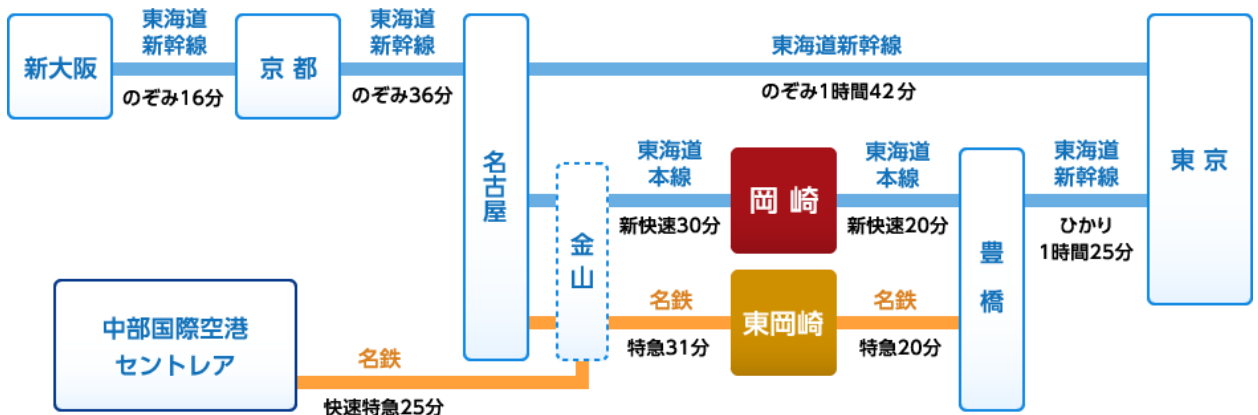 東海道
新幹線
東海道
新幹線
東海道新幹線
新大阪
京都
のぞみ16分
のぞみ36分
のぞみ1時間42分
名古屋
東海道
本線
岡崎
東海道
本線
東海道
新幹線
東京
新快速30分
新快速20分
ひかり
1時間25分
金山
豊橋
名鉄
東岡崎
名鉄
特急31分
特急20分
中部国際空港
セントレア
名鉄
快速特急25分